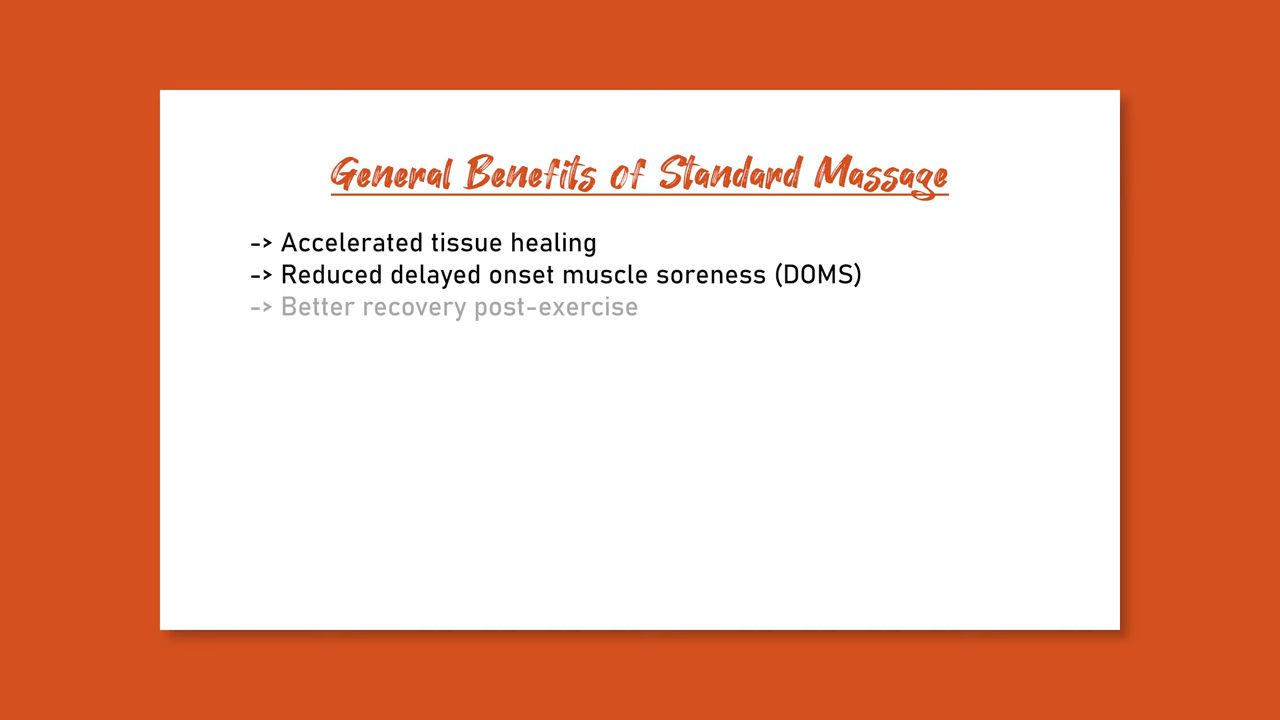 General Benefits of Standard Massage
-> Accelerated tissue healing
-> Reduced delayed onset muscle soreness (DOMS)
-> Better recovery post-exercise